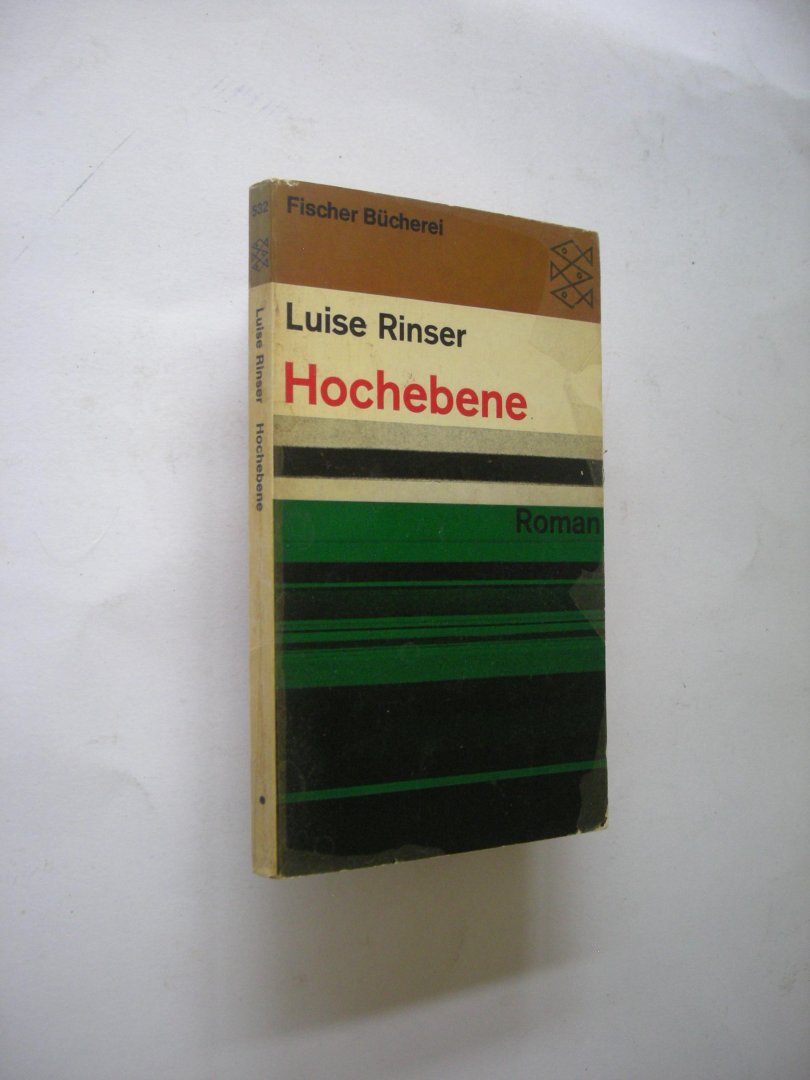 Fischer Bücherei
Luise Rinser
Hochebene
Roman
532
Luise Rinser Hochebene